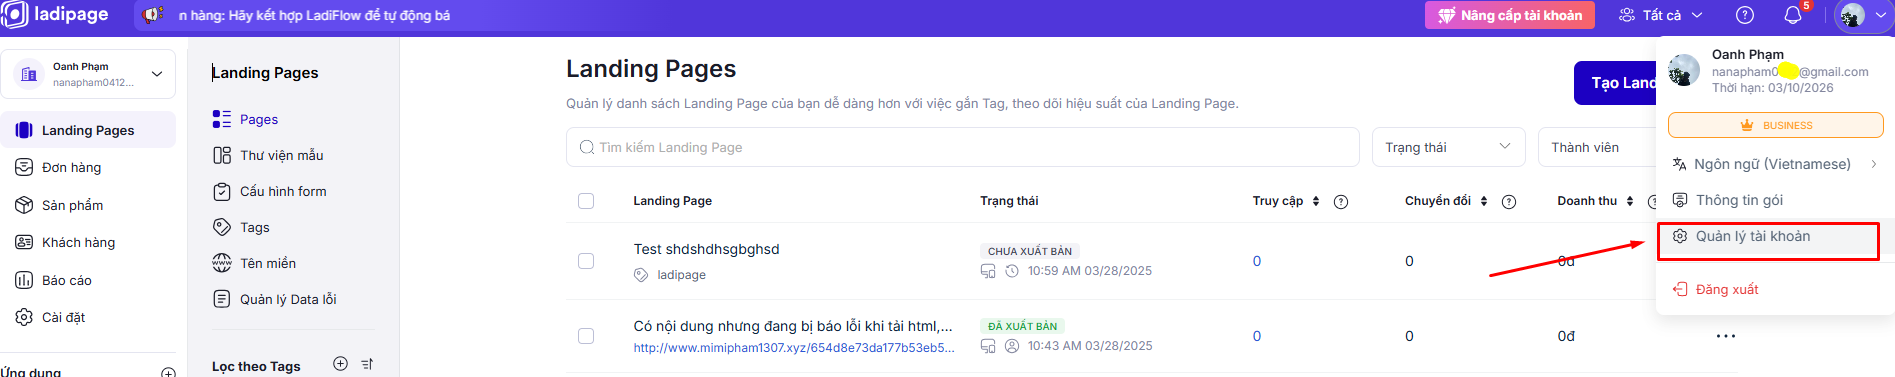 ladipage
n hàng: Hãy kết hợp LadiFlow để tự động bá
Nâng cấp tài khoản
Tất cả
5
Oanh Phạm
nanapham0412...
Landing Pages
Đơn hàng
Sản phẩm
Khách hàng
Báo cáo
Cài đặt
Ứng dụng
Landing Pages
Pages
Thư viện mẫu
Cấu hình form
Tags
Tên miền
Quản lý Data lỗi
Lọc theo Tags
Landing Pages
Quản lý danh sách Landing Page của bạn dễ dàng hơn với việc gắn Tag, theo dõi hiệu suất của Landing Page.
Tạo Land
Tìm kiếm Landing Page
Trạng thái
Thành viên
Landing Page
Trạng thái
Truy cập
Chuyển đổi
Doanh thu
Test shdshdhsgbghsd
ladipage
CHƯA XUẤT BẢN
10:59 AM 03/28/2025
0
0
0đ
Có nội dung nhưng đang bị báo lỗi khi tải html,...
http://www.mimipham1307.xyz/654d8e73da177b53eb5...
ĐÃ XUẤT BẢN
10:43 AM 03/28/2025
0
0
0đ
Oanh Phạm
nanapham0 @gmail.com
Thời hạn: 03/10/2026
BUSINESS
Ngôn ngữ (Vietnamese)
Thông tin gói
Quản lý tài khoản
Đăng xuất